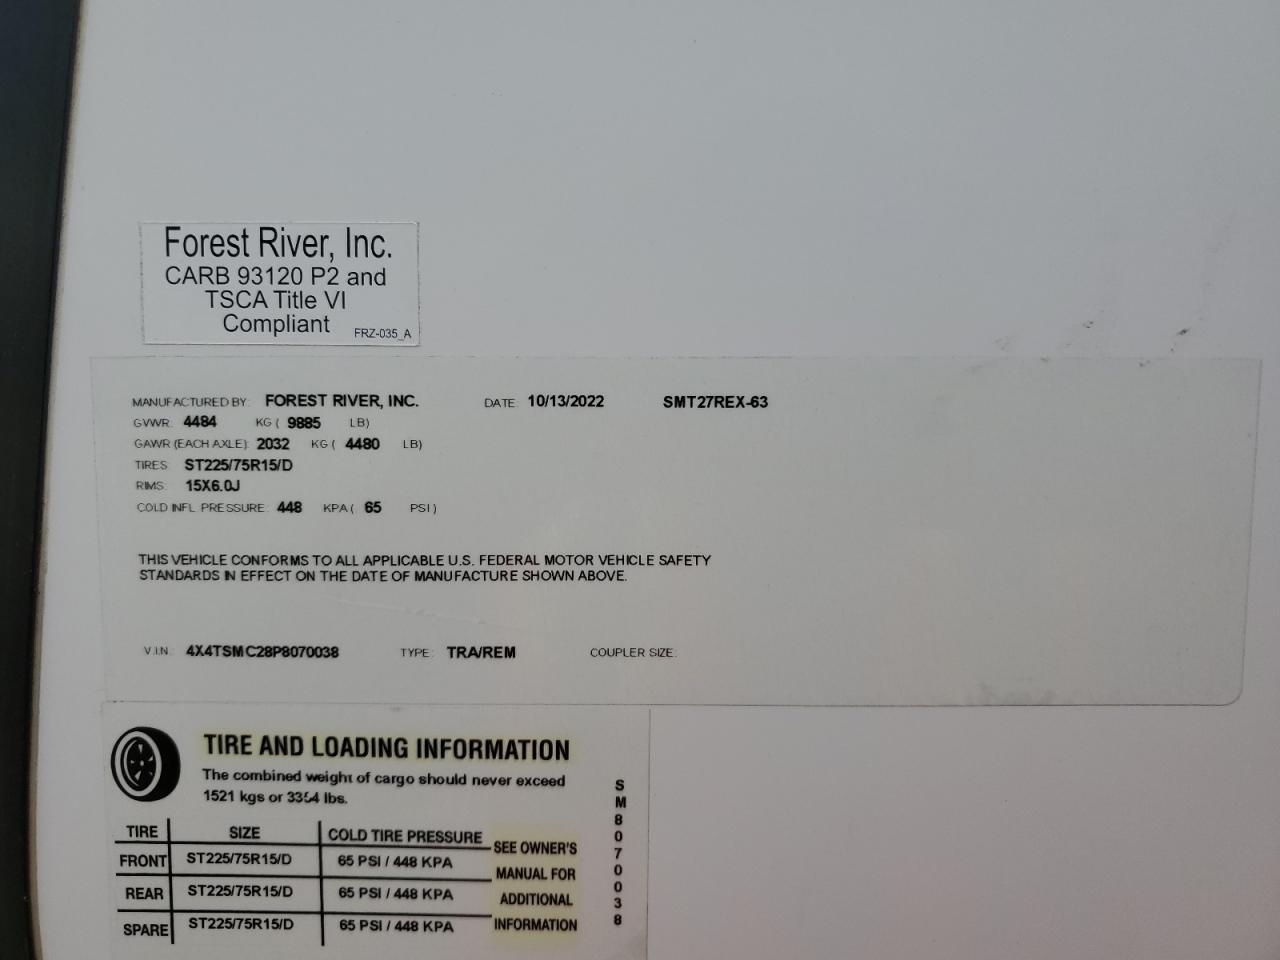 Forest River, Inc.
CARB 93120 P2 and
TSCA Title VI
Compliant FRZ-035_A
MANUFACTURED BY: FOREST RIVER, INC. DATE: 10/13/2022 SMT27REX-63
GVWR: 4484 KG ( 9885 LB)
GAWR (EACH AXLE): 2032 KG ( 4480 LB)
TIRES: ST225/75R15/D
RIMS: 15X6.0J
COLD INFL. PRESSURE: 448 KPA ( 65 PSI )
THIS VEHICLE CONFORMS TO ALL APPLICABLE U.S. FEDERAL MOTOR VEHICLE SAFETY
STANDARDS IN EFFECT ON THE DATE OF MANUFACTURE SHOWN ABOVE.
V.I.N.: 4X4TSMC28P8070038 TYPE: TRA/REM COUPLER SIZE:
TIRE AND LOADING INFORMATION
The combined weight of cargo should never exceed
1521 kgs or 3354 lbs.
TIRE SIZE COLD TIRE PRESSURE
FRONT ST225/75R15/D 65 PSI / 448 KPA
REAR ST225/75R15/D 65 PSI / 448 KPA
SPARE ST225/75R15/D 65 PSI / 448 KPA
SEE OWNER'S
MANUAL FOR
ADDITIONAL
INFORMATION
SM8070038